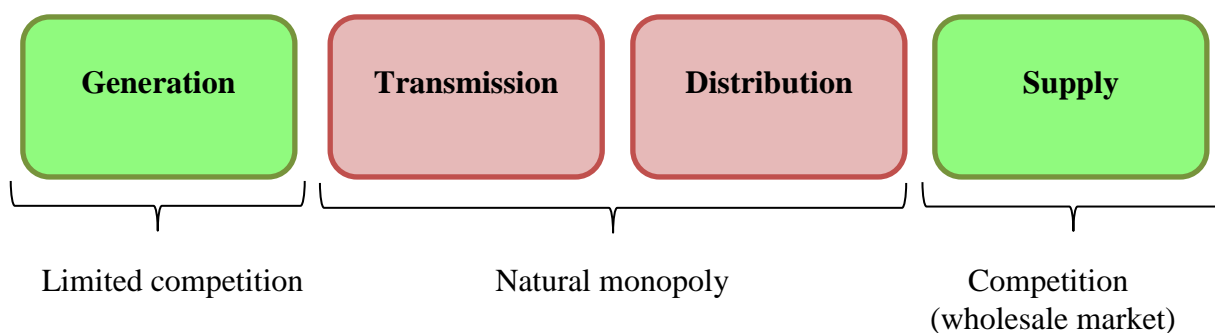 Generation
Transmission
Distribution
Supply
Limited competition
Natural monopoly
Competition
(wholesale market)